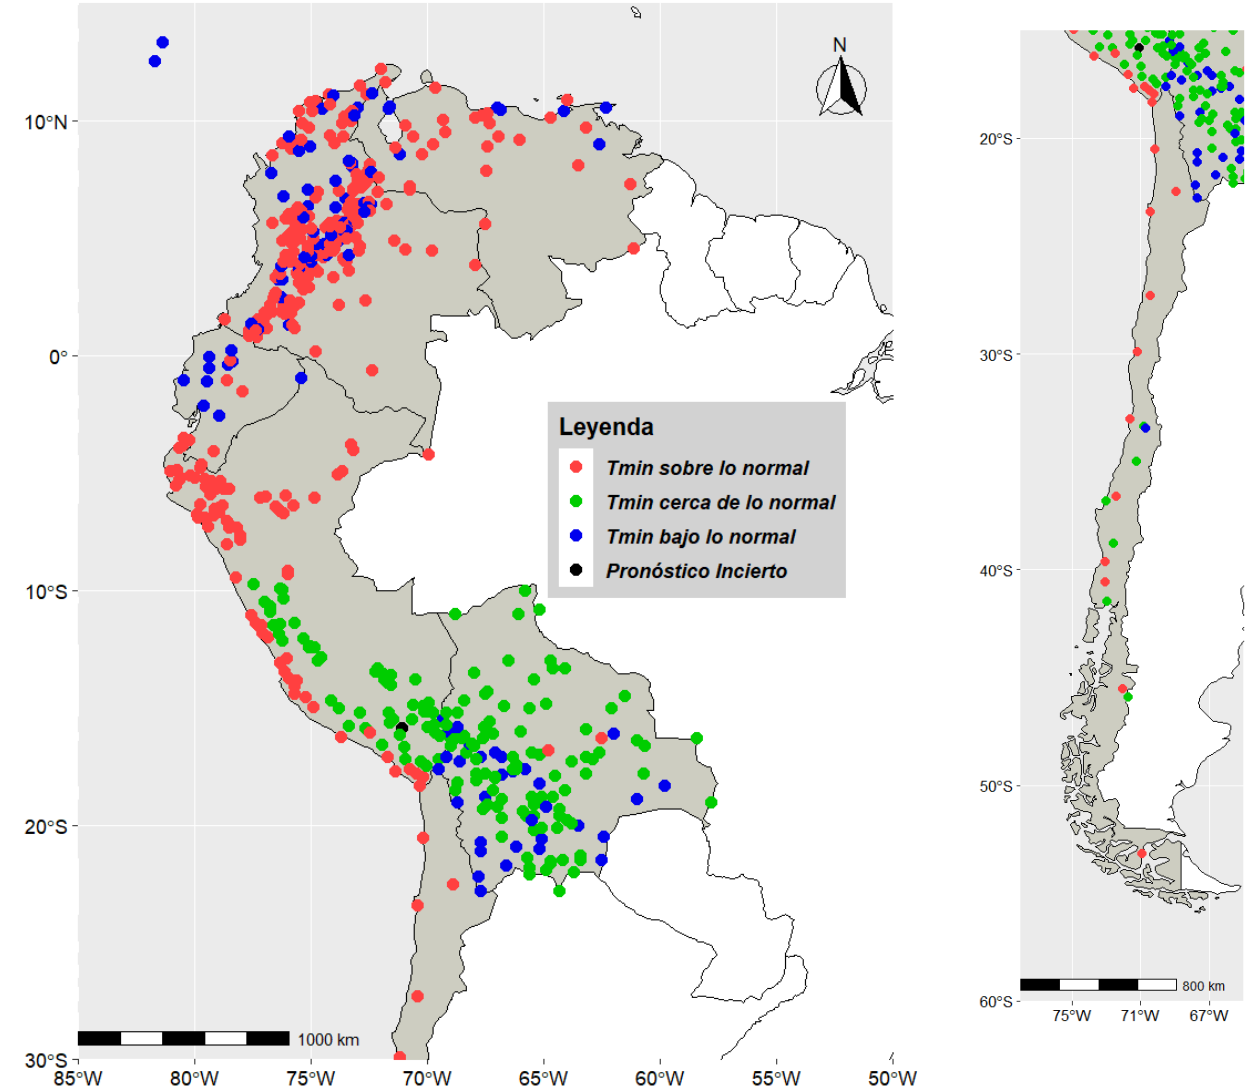 N
10°N
0°
10°S
20°S
30°S
85°W 80°W 75°W 70°W 65°W 60°W 55°W 50°W
1000 km
Leyenda
Tmin sobre lo normal
Tmin cerca de lo normal
Tmin bajo lo normal
Pronóstico Incierto
20°S
30°S
40°S
50°S
60°S
75°W 71°W 67°W
800 km